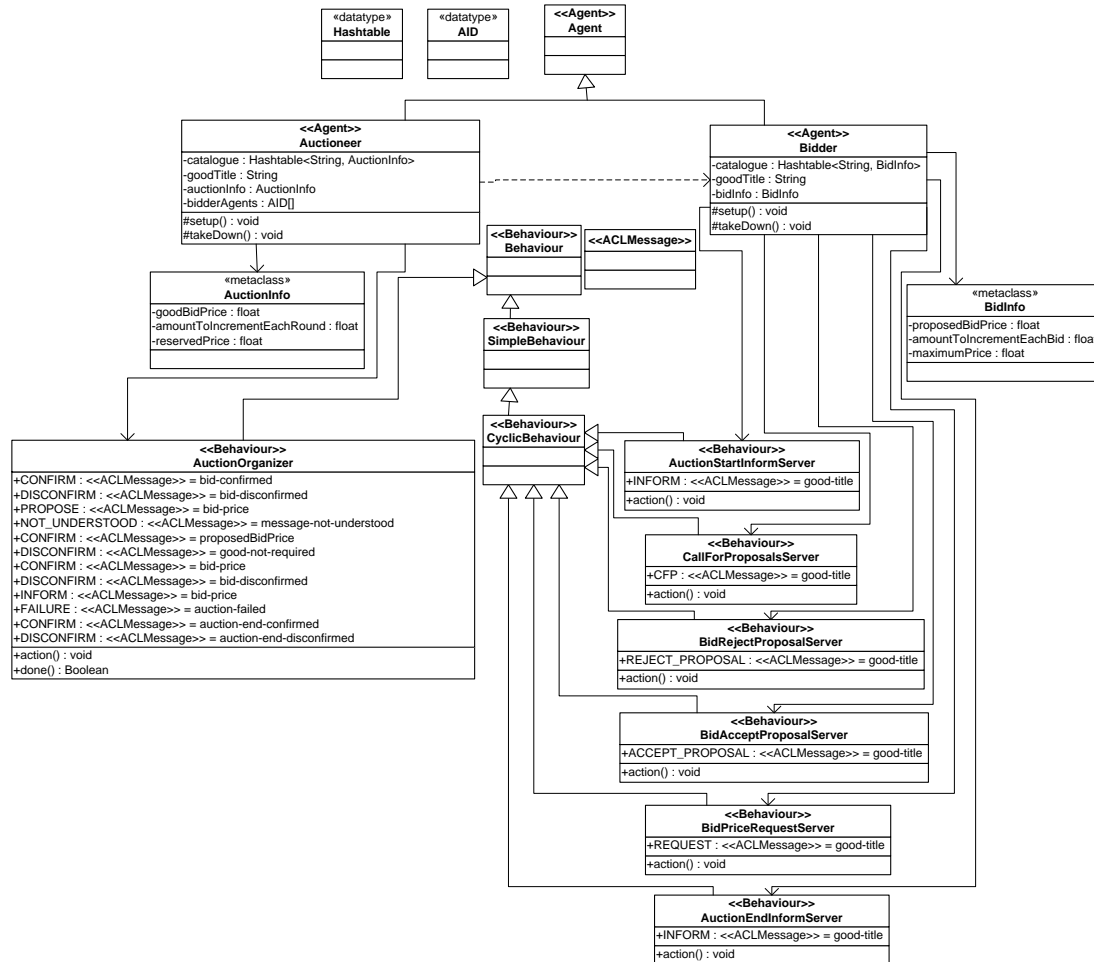 «datatype»
Hashtable
«datatype»
AID
<<Agent>>
Agent
<<Agent>>
Auctioneer
-catalogue : Hashtable<String, AuctionInfo>
-goodTitle : String
-auctionInfo : AuctionInfo
-bidderAgents : AID[]
#setup() : void
#takeDown() : void
<<Agent>>
Bidder
-catalogue : Hashtable<String, BidInfo>
-goodTitle : String
-bidInfo : BidInfo
#setup() : void
#takeDown() : void
<<Behaviour>>
Behaviour
<<ACLMessage>>
«metaclass»
AuctionInfo
-goodBidPrice : float
-amountToIncrementEachRound : float
-reservedPrice : float
«metaclass»
BidInfo
-proposedBidPrice : float
-amountToIncrementEachBid : float
-maximumPrice : float
<<Behaviour>>
SimpleBehaviour
<<Behaviour>>
CyclicBehaviour
<<Behaviour>>
AuctionOrganizer
+CONFIRM : <<ACLMessage>> = bid-confirmed
+DISCONFIRM : <<ACLMessage>> = bid-disconfirmed
+PROPOSE : <<ACLMessage>> = bid-price
+NOT_UNDERSTOOD : <<ACLMessage>> = message-not-understood
+CONFIRM : <<ACLMessage>> = proposedBidPrice
+DISCONFIRM : <<ACLMessage>> = good-not-required
+CONFIRM : <<ACLMessage>> = bid-price
+DISCONFIRM : <<ACLMessage>> = bid-disconfirmed
+INFORM : <<ACLMessage>> = bid-price
+FAILURE : <<ACLMessage>> = auction-failed
+CONFIRM : <<ACLMessage>> = auction-end-confirmed
+DISCONFIRM : <<ACLMessage>> = auction-end-disconfirmed
+action() : void
+done() : Boolean
<<Behaviour>>
AuctionStartInformServer
+INFORM : <<ACLMessage>> = good-title
+action() : void
<<Behaviour>>
CallForProposalsServer
+CFP : <<ACLMessage>> = good-title
+action() : void
<<Behaviour>>
BidRejectProposalServer
+REJECT_PROPOSAL : <<ACLMessage>> = good-title
+action() : void
<<Behaviour>>
BidAcceptProposalServer
+ACCEPT_PROPOSAL : <<ACLMessage>> = good-title
+action() : void
<<Behaviour>>
BidPriceRequestServer
+REQUEST : <<ACLMessage>> = good-title
+action() : void
<<Behaviour>>
AuctionEndInformServer
+INFORM : <<ACLMessage>> = good-title
+action() : void